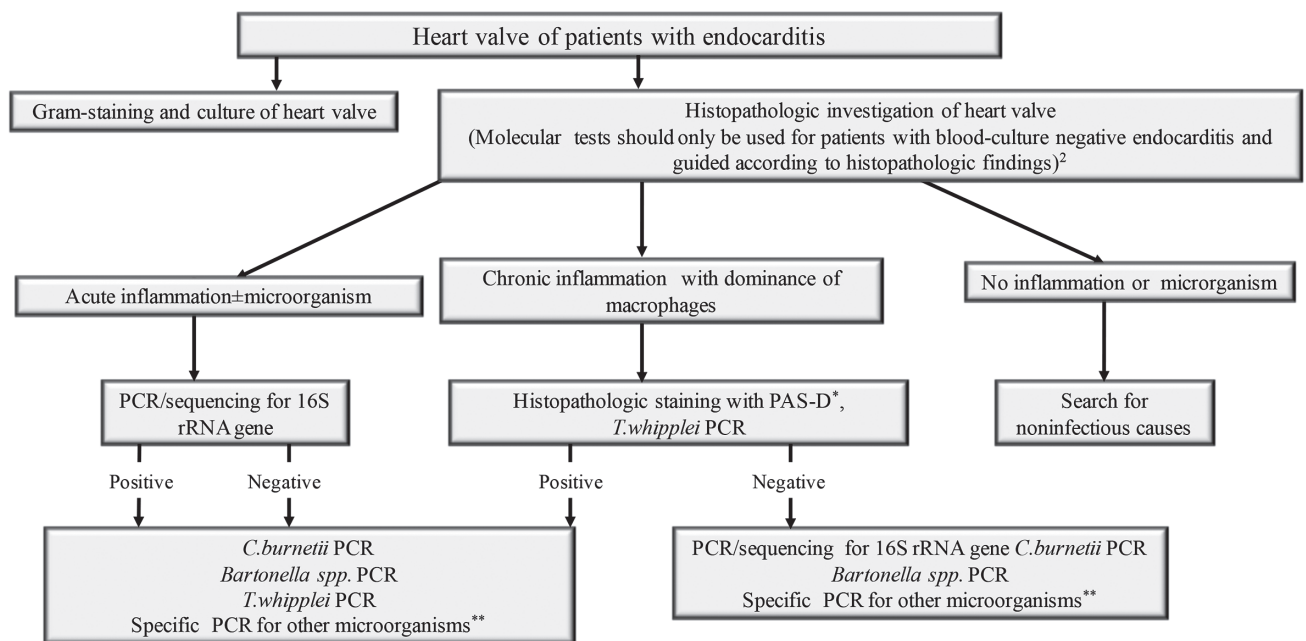 Heart valve of patients with endocarditis
Gram-staining and culture of heart valve
Histopathologic investigation of heart valve
(Molecular tests should only be used for patients with blood-culture negative endocarditis and
guided according to histopathologic findings)2
Acute inflammation±microorganism
Chronic inflammation with dominance of
macrophages
No inflammation or microrganism
PCR/sequencing for 16S
rRNA gene
Histopathologic staining with PAS-D*,
T.whipplei PCR
Search for
noninfectious causes
Positive
Negative
Positive
Negative
C.burnetii PCR
Bartonella spp. PCR
T.whipplei PCR
Specific PCR for other microorganisms**
PCR/sequencing for 16S rRNA gene C.burnetii PCR
Bartonella spp. PCR
Specific PCR for other microorganisms**